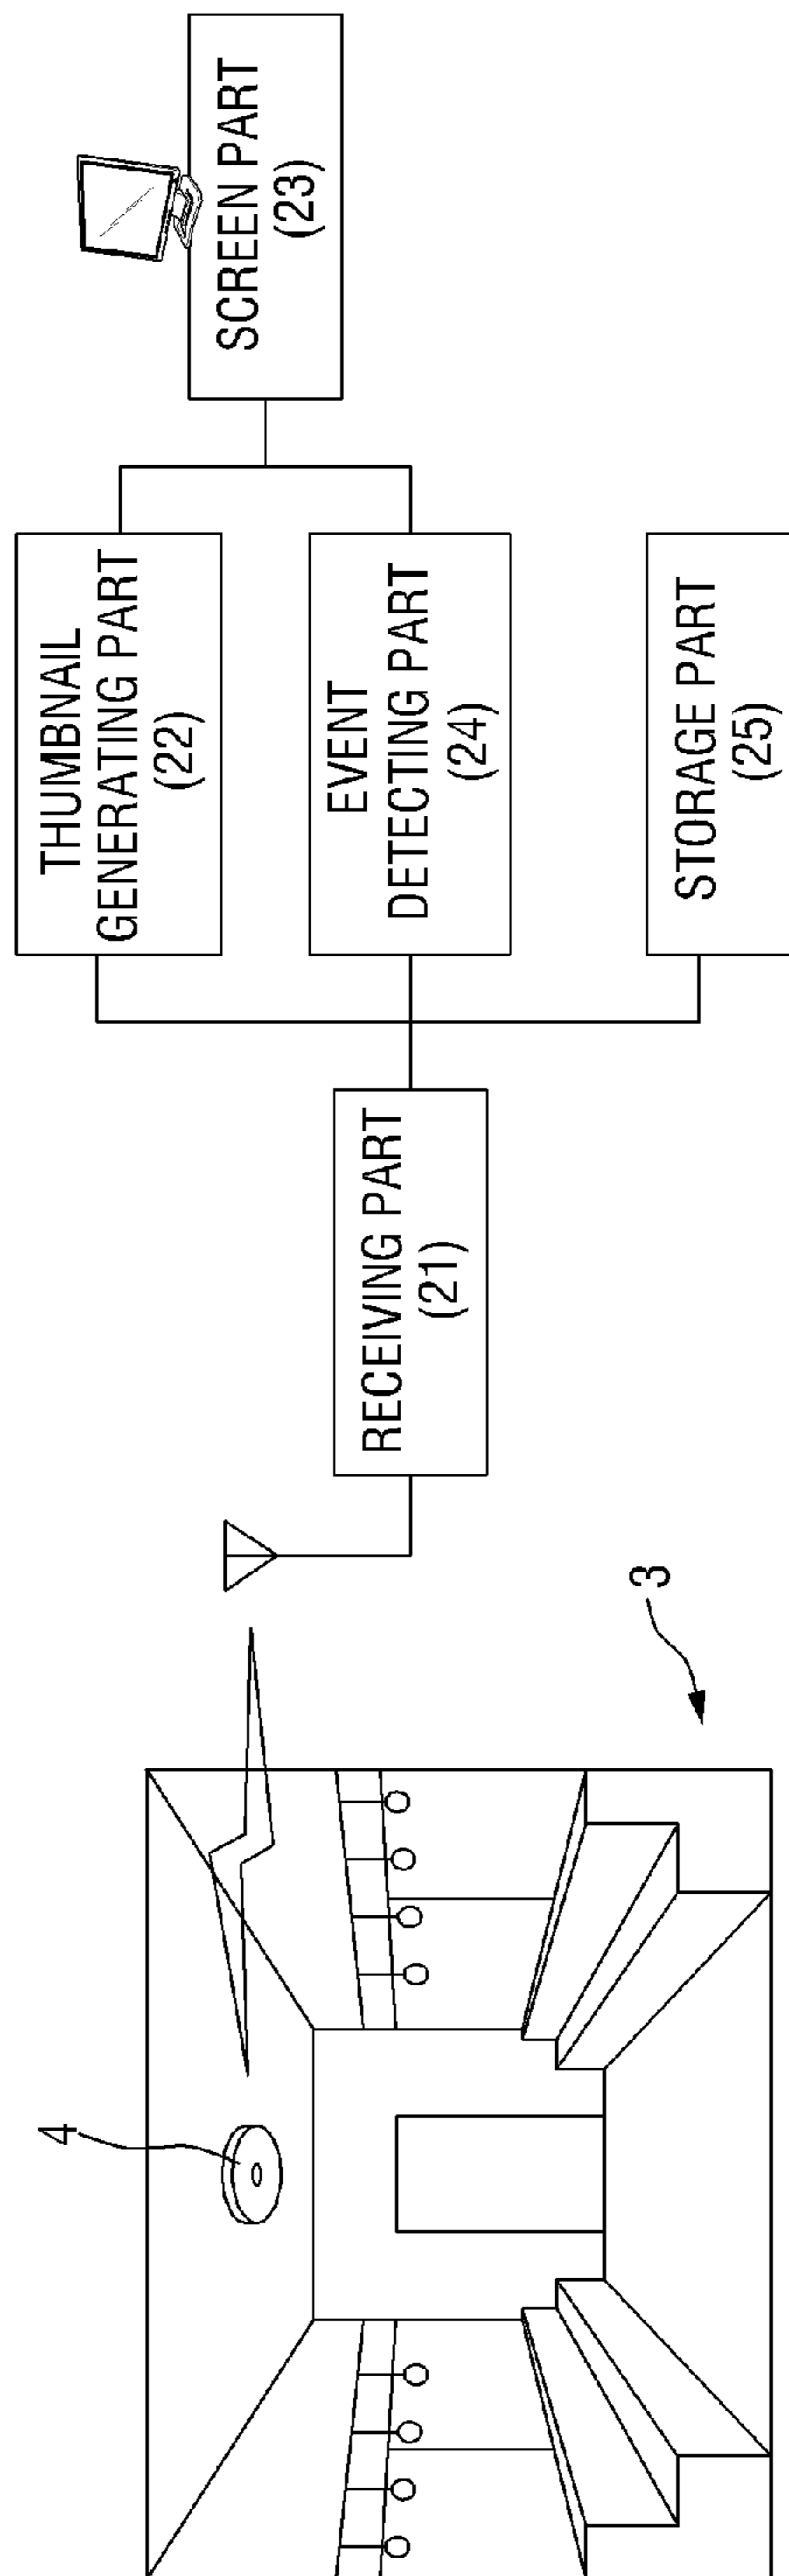 4
3
RECEIVING PART
(21)
THUMBNAIL
GENERATING PART
(22)
EVENT
DETECTING PART
(24)
STORAGE PART
(25)
SCREEN PART
(23)